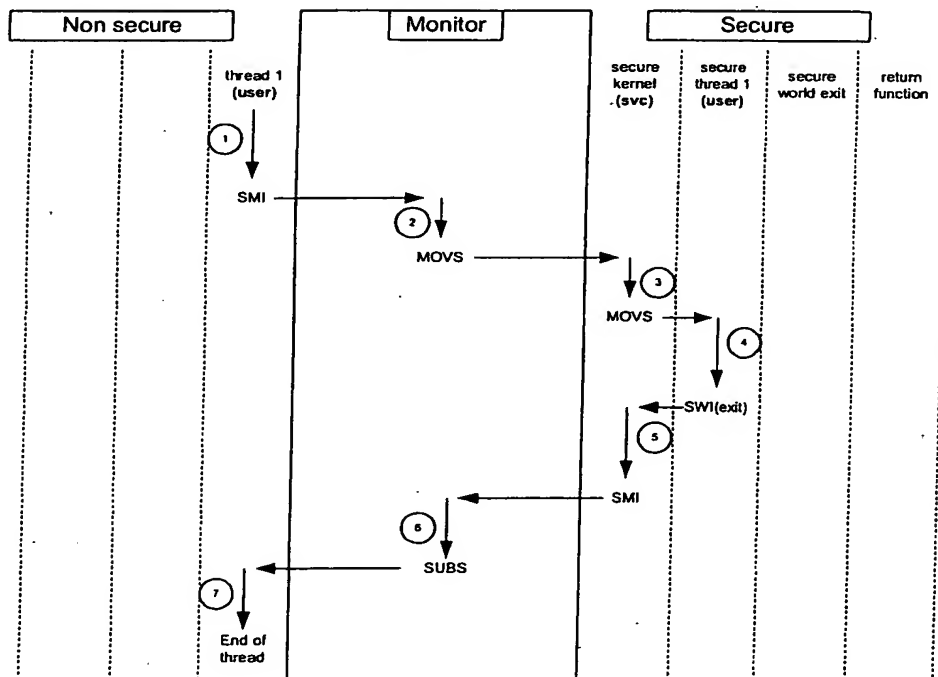 Non secure
Monitor
Secure
thread 1
(user)
secure
kernel
(svc)
secure
thread 1
(user)
secure
world exit
return
function
1
SMI
2
MOVS
3
MOVS
4
SWI(exit)
5
SMI
6
SUBS
7
End of
thread